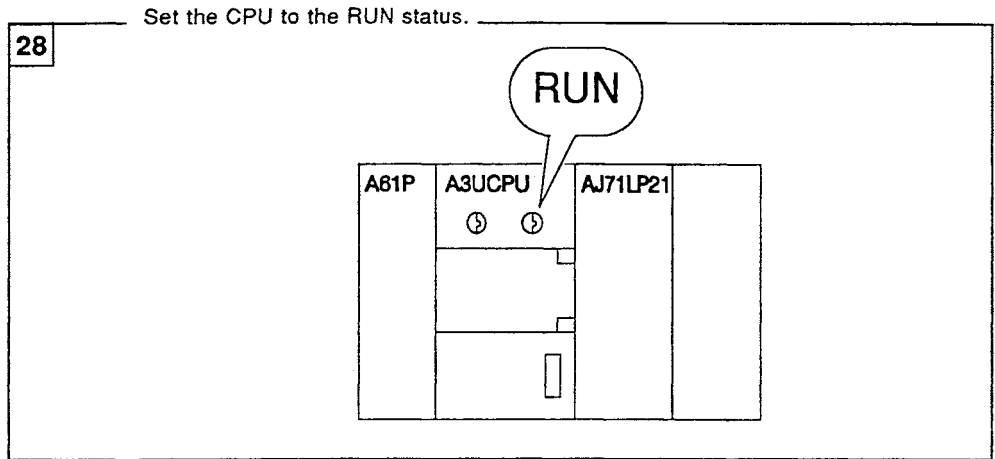 Set the CPU to the RUN status.
28
RUN
A61P A3UCPU AJ71LP21